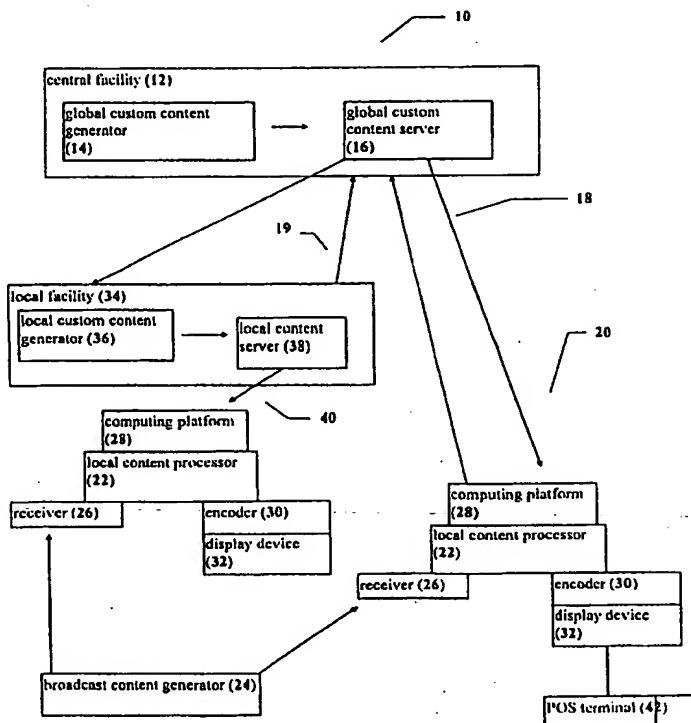 10
central facility (12)
global custom content
generator
(14)
global custom
content server
(16)
18
19
local facility (34)
local custom content
generator (36)
local content
server (38)
20
40
computing platform
(28)
local content processor
(22)
receiver (26)
encoder (30)
display device
(32)
computing platform
(28)
local content processor
(22)
receiver (26)
encoder (30)
display device
(32)
broadcast content generator (24)
POS terminal (42)